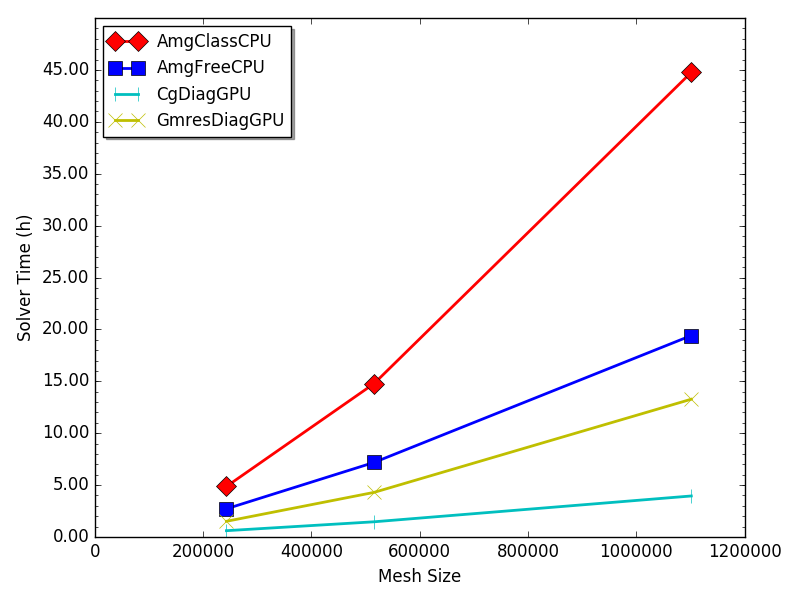 AmgClassCPU
AmgFreeCPU
CgDiagGPU
GmresDiagGPU
45.00
40.00
35.00
30.00
25.00
20.00
15.00
10.00
5.00
0.00
Solver Time (h)
0 200000 400000 600000 800000 1000000 1200000
Mesh Size